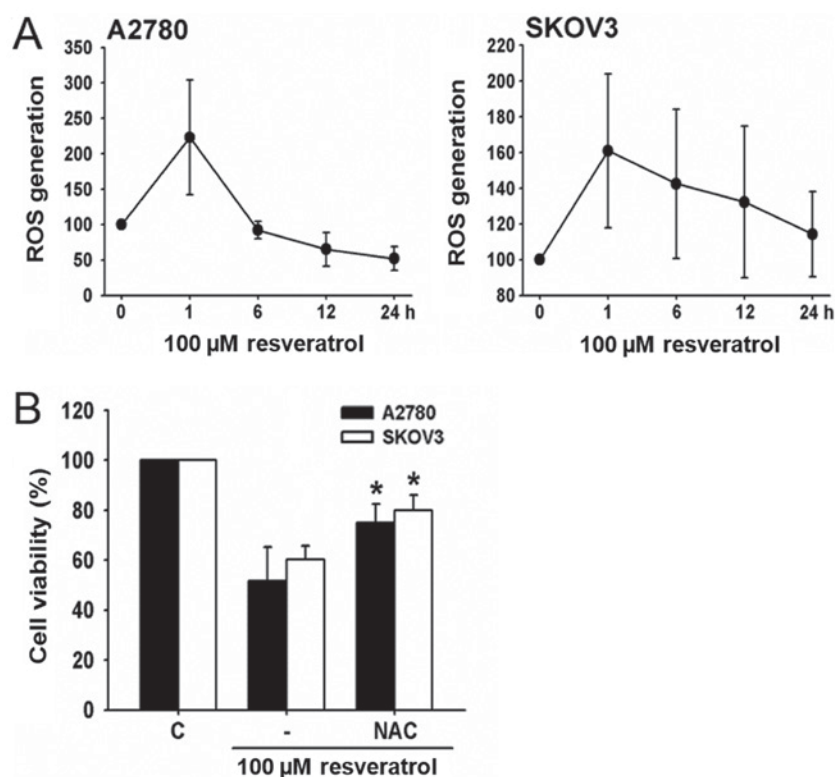 A
A2780
ROS generation
350
300
250
200
150
100
50
0
0 1 6 12 24 h
100 µM resveratrol
SKOV3
ROS generation
220
200
180
160
140
120
100
80
0 1 6 12 24 h
100 µM resveratrol
B
Cell viability (%)
120
100
80
60
40
20
0
A2780
SKOV3
* *
C - NAC
100 µM resveratrol